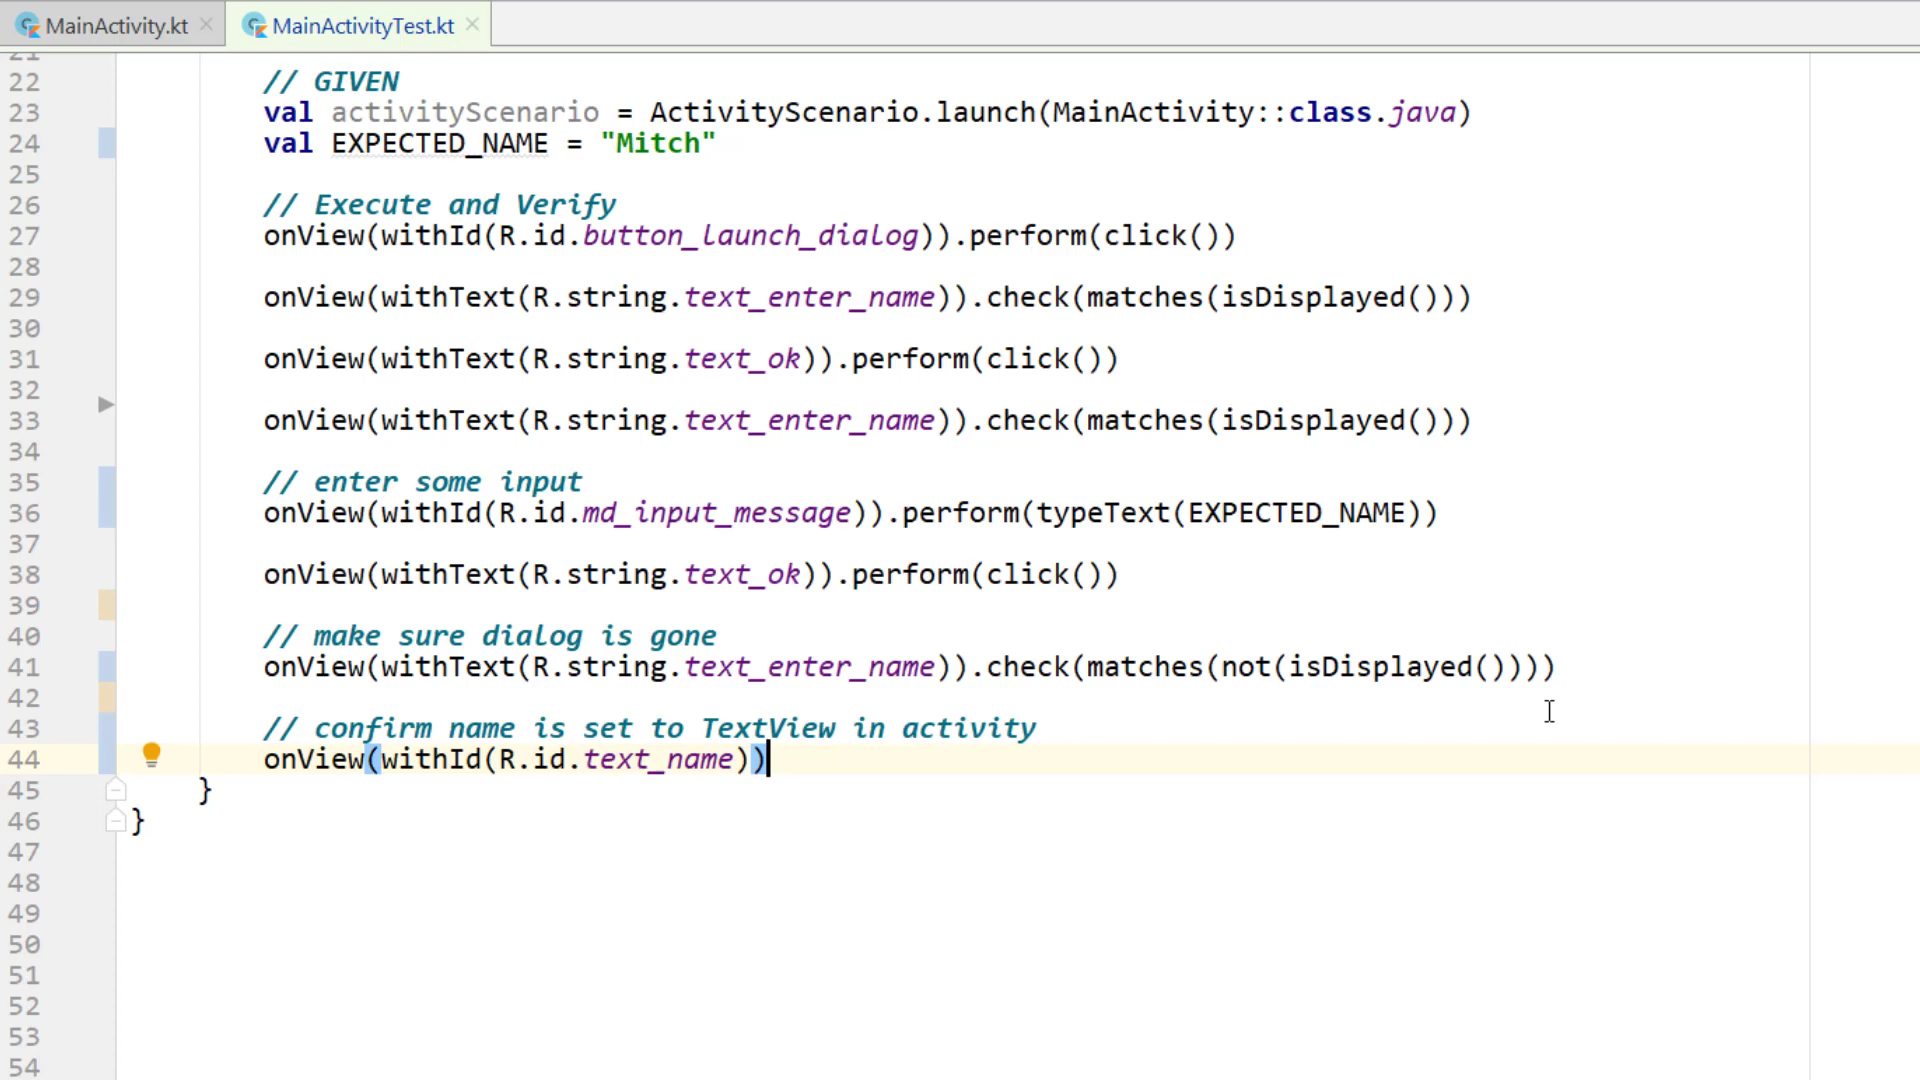 MainActivity.kt
MainActivityTest.kt
21
22 // GIVEN
23 val activityScenario = ActivityScenario.launch(MainActivity::class.java)
24 val EXPECTED_NAME = "Mitch"
25
26 // Execute and Verify
27 onView(withId(R.id.button_launch_dialog)).perform(click())
28
29 onView(withText(R.string.text_enter_name)).check(matches(isDisplayed()))
30
31 onView(withText(R.string.text_ok)).perform(click())
32
33 onView(withText(R.string.text_enter_name)).check(matches(isDisplayed()))
34
35 // enter some input
36 onView(withId(R.id.md_input_message)).perform(typeText(EXPECTED_NAME))
37
38 onView(withText(R.string.text_ok)).perform(click())
39
40 // make sure dialog is gone
41 onView(withText(R.string.text_enter_name)).check(matches(not(isDisplayed())))
42
43 // confirm name is set to TextView in activity
44 onView(withId(R.id.text_name))
45 }
46 }
47
48
49
50
51
52
53
54